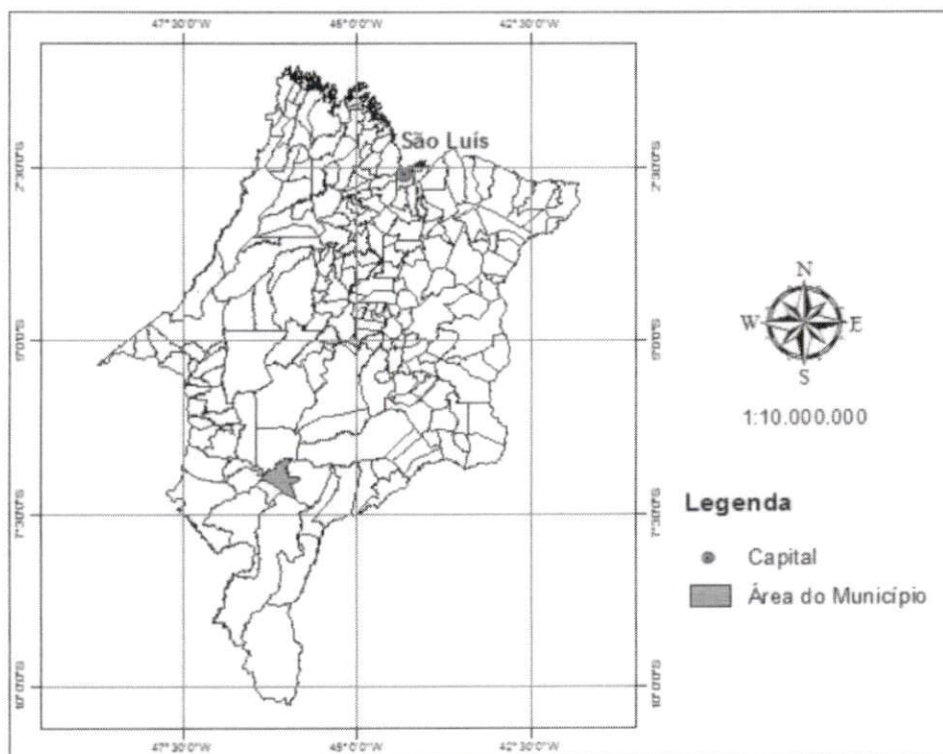 47°30'0"W 45°0'0"W 42°30'0"W
São Luís
2°30'0"S 2°30'0"S
N
W E
S
5°0'0"S 5°0'0"S
1:10.000.000
7°30'0"S 7°30'0"S
Legenda
Capital
Área do Município
10°0'0"S 10°0'0"S
47°30'0"W 45°0'0"W 42°30'0"W